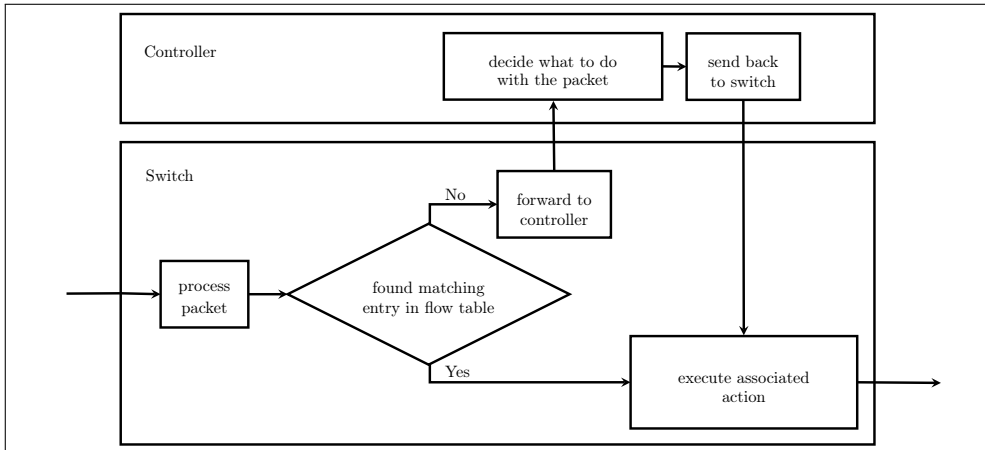 Controller
decide what to do
with the packet
send back
to switch
Switch
No
forward to
controller
process
packet
found matching
entry in flow table
Yes
execute associated
action